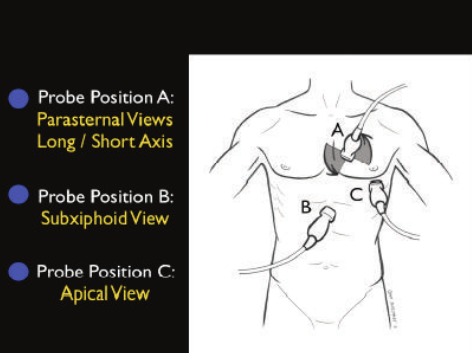 Probe Position A:
Parasternal Views
Long / Short Axis
Probe Position B:
Subxiphoid View
Probe Position C:
Apical View
A
B
C